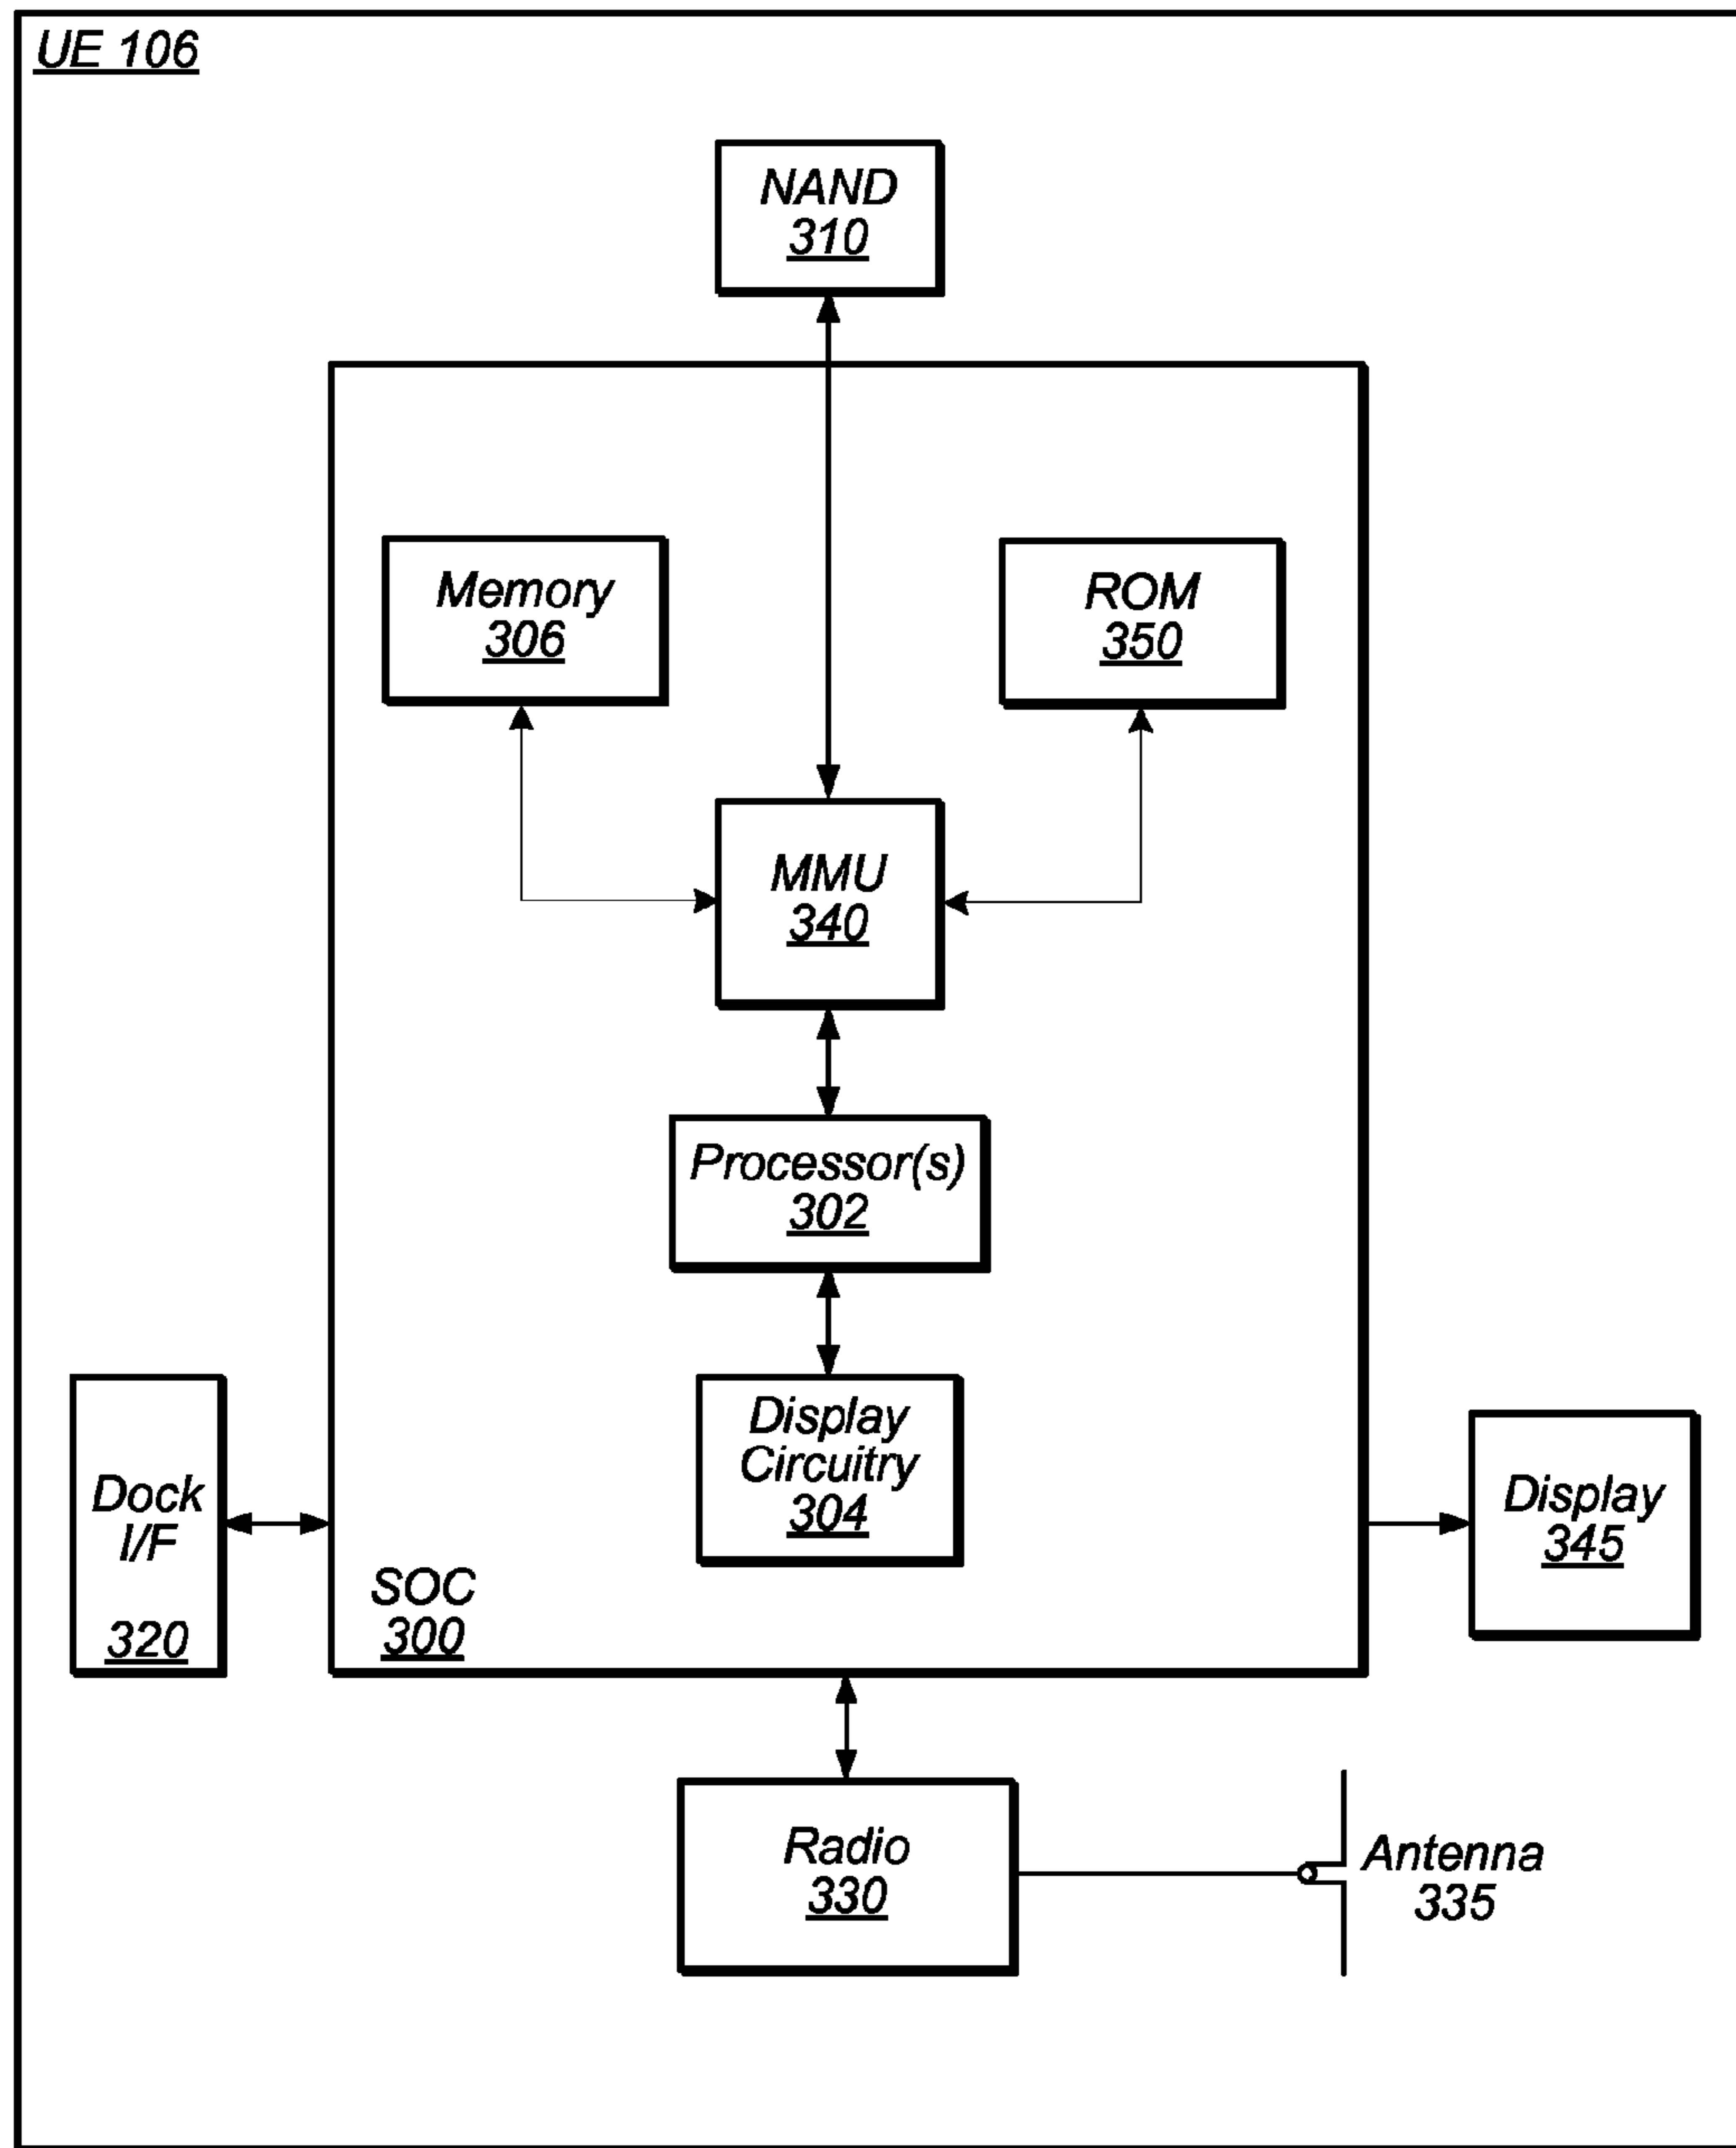 UE 106
NAND
310
Memory
306
ROM
350
MMU
340
Processor(s)
302
Display
Circuitry
304
Dock
I/F
320
SOC
300
Display
345
Radio
330
Antenna
335